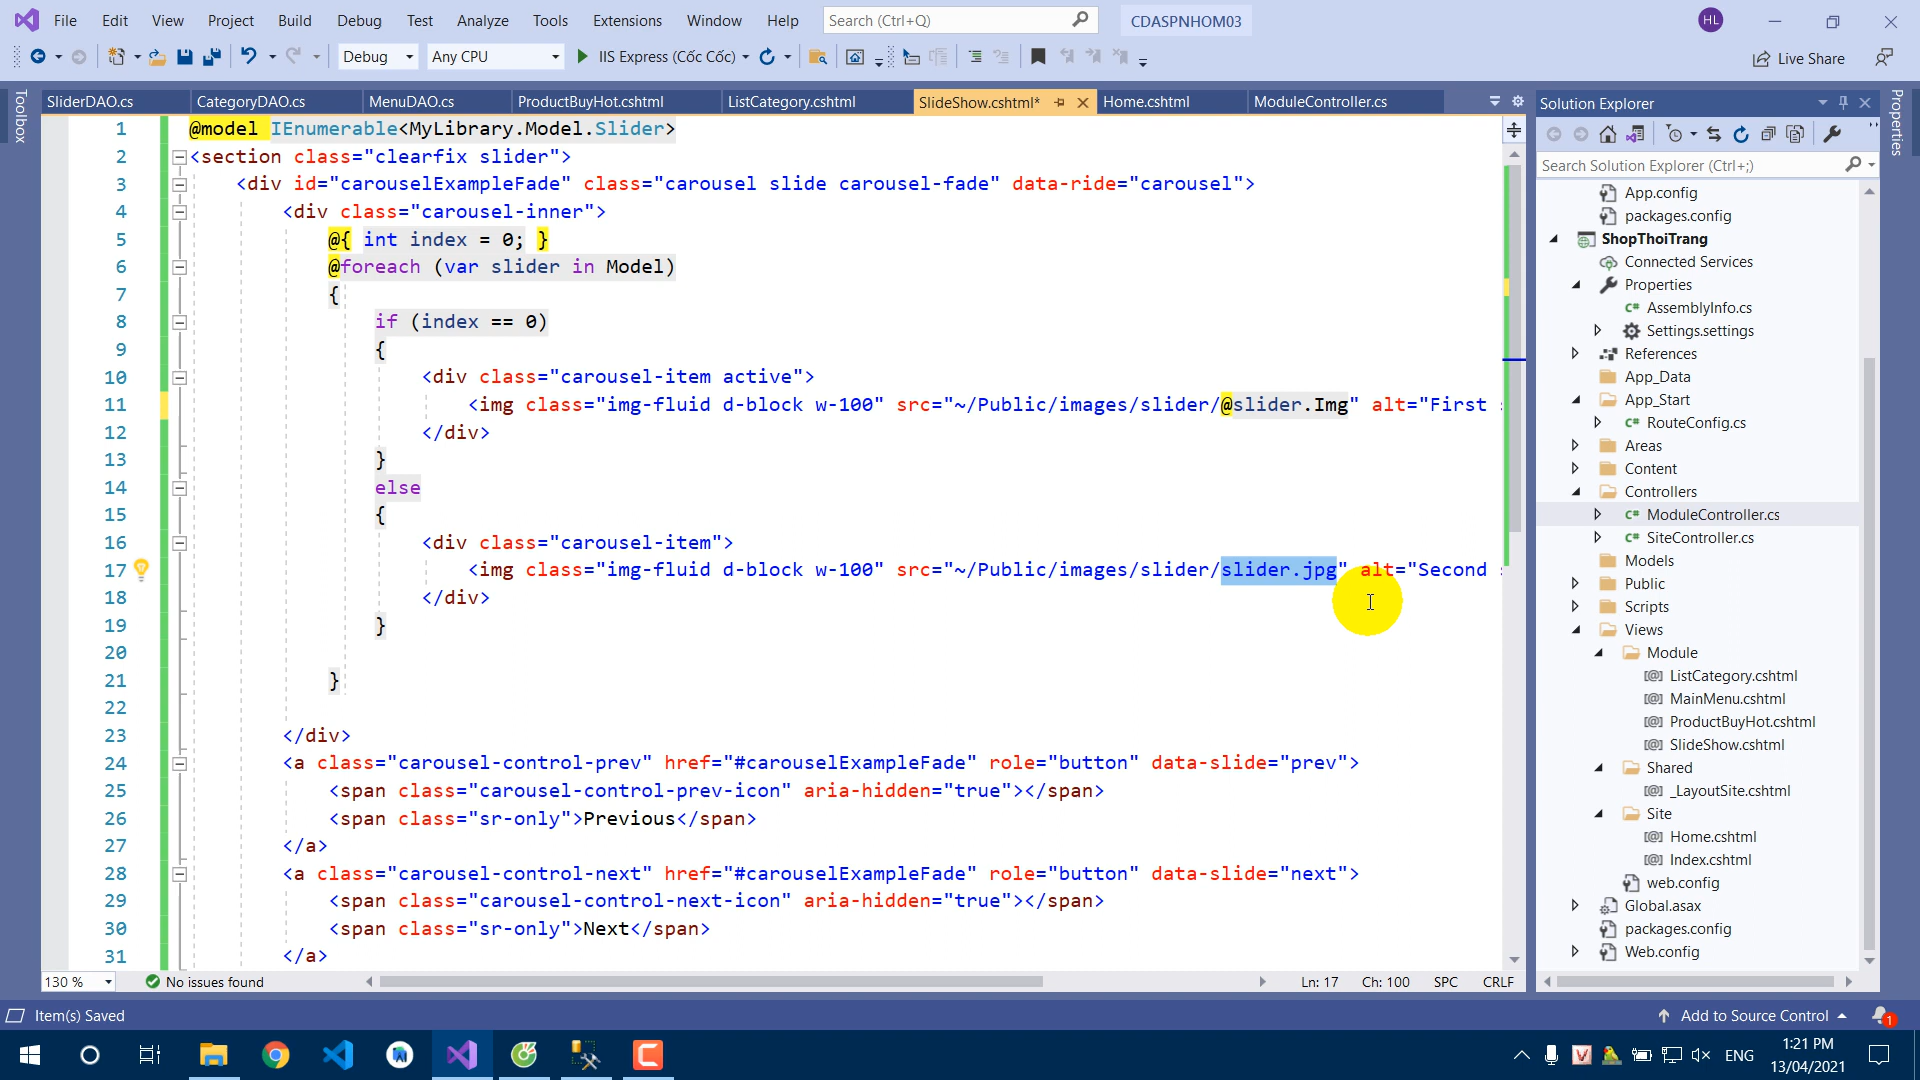 File Edit View Project Build Debug Test Analyze Tools Extensions Window Help Search (Ctrl+Q) CDASPNHOM03 HL
Debug Any CPU IIS Express (Cốc Cốc) Live Share
Toolbox
SliderDAO.cs CategoryDAO.cs MenuDAO.cs ProductBuyHot.cshtml ListCategory.cshtml SlideShow.cshtml* Home.cshtml ModuleController.cs
1 @model IEnumerable<MyLibrary.Model.Slider>
2 <section class="clearfix slider">
3 <div id="carouselExampleFade" class="carousel slide carousel-fade" data-ride="carousel">
4 <div class="carousel-inner">
5 @{ int index = 0; }
6 @foreach (var slider in Model)
7 {
8 if (index == 0)
9 {
10 <div class="carousel-item active">
11 <img class="img-fluid d-block w-100" src="~/Public/images/slider/@slider.Img" alt="First
12 </div>
13 }
14 else
15 {
16 <div class="carousel-item">
17 <img class="img-fluid d-block w-100" src="~/Public/images/slider/slider.jpg" alt="Second
18 </div>
19 }
20
21 }
22
23 </div>
24 <a class="carousel-control-prev" href="#carouselExampleFade" role="button" data-slide="prev">
25 <span class="carousel-control-prev-icon" aria-hidden="true"></span>
26 <span class="sr-only">Previous</span>
27 </a>
28 <a class="carousel-control-next" href="#carouselExampleFade" role="button" data-slide="next">
29 <span class="carousel-control-next-icon" aria-hidden="true"></span>
30 <span class="sr-only">Next</span>
31 </a>
130 % No issues found Ln: 17 Ch: 100 SPC CRLF
Solution Explorer
Search Solution Explorer (Ctrl+;)
App.config
packages.config
ShopThoiTrang
Connected Services
Properties
AssemblyInfo.cs
Settings.settings
References
App_Data
App_Start
RouteConfig.cs
Areas
Content
Controllers
ModuleController.cs
SiteController.cs
Models
Public
Scripts
Views
Module
ListCategory.cshtml
MainMenu.cshtml
ProductBuyHot.cshtml
SlideShow.cshtml
Shared
_LayoutSite.cshtml
Site
Home.cshtml
Index.cshtml
web.config
Global.asax
packages.config
Web.config
Properties
Item(s) Saved Add to Source Control 1
ENG 1:21 PM
13/04/2021